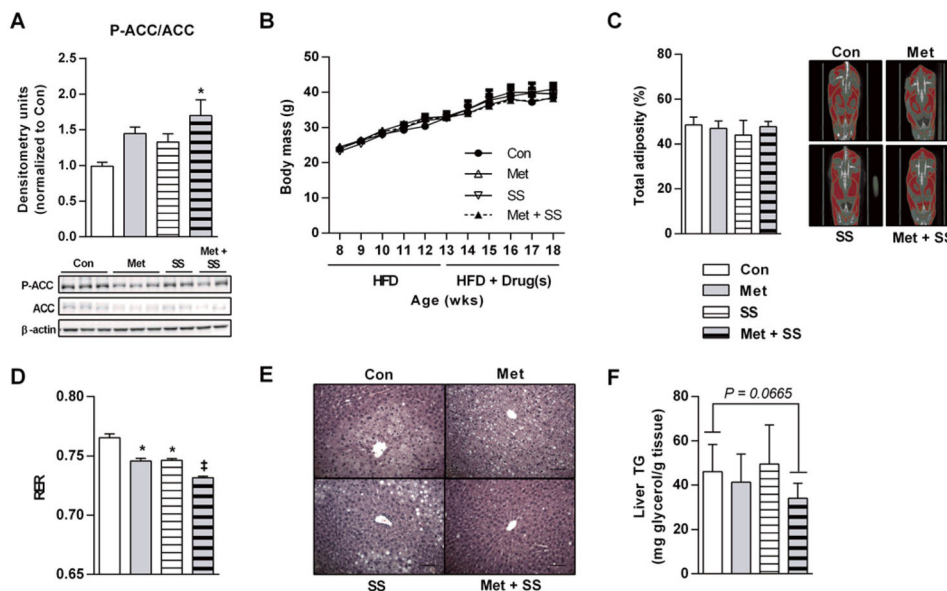 A
P-ACC/ACC
Densitometry units
(normalized to Con)
2.5
2.0
1.5
1.0
0.5
0.0
*
Con Met SS Met +
SS
P-ACC
ACC
β-actin
B
Body mass (g)
60
40
20
0
Con
Met
SS
Met + SS
8 9 10 11 12 13 14 15 16 17 18
HFD HFD + Drug(s)
Age (wks)
C
Total adiposity (%)
80
60
40
20
0
Con Met
SS Met + SS
Con
Met
SS
Met + SS
D
RER
0.80
0.75
0.70
0.65
* * ‡
E
Con Met
SS Met + SS
F
Liver TG
(mg glycerol/g tissue)
80
60
40
20
0
P = 0.0665